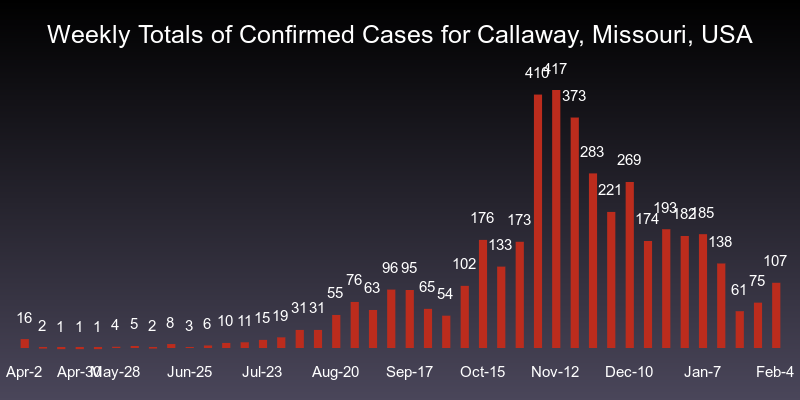 Weekly Totals of Confirmed Cases for Callaway, Missouri, USA
16 2 1 1 1 4 5 2 8 3 6 10 11 15 19 31 31 55 76 63 96 95 65 54 102 176 133 173 410 417 373 283 221 269 174 193 182 185 138 61 75 107
Apr-2 Apr-30 May-28 Jun-25 Jul-23 Aug-20 Sep-17 Oct-15 Nov-12 Dec-10 Jan-7 Feb-4